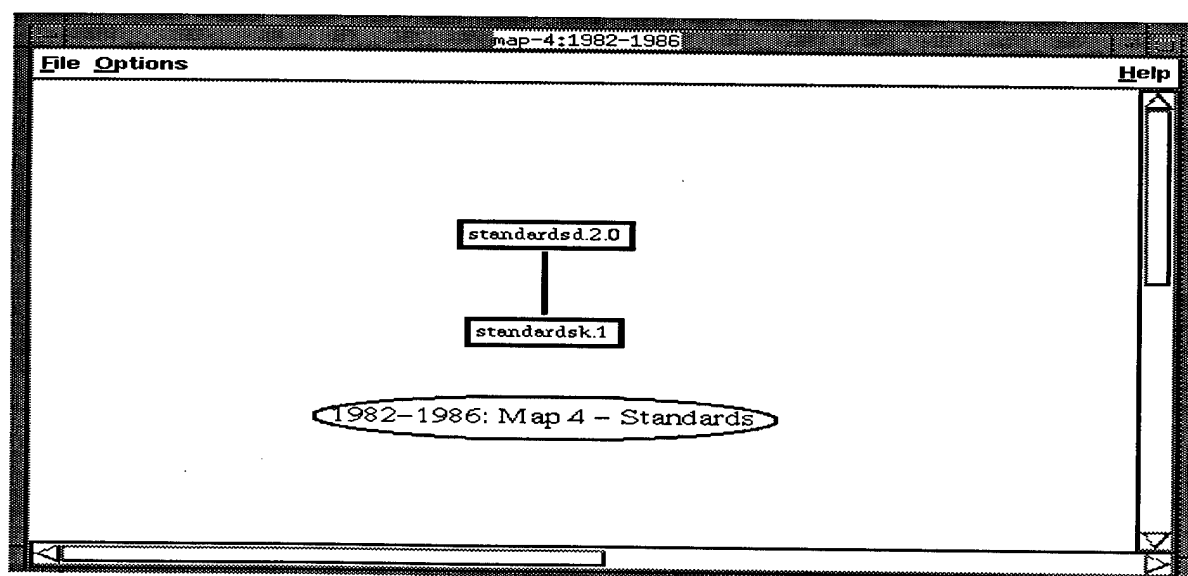 map-4:1982-1986
File Options Help
standardsd.2.0
standardsk.1
1982-1986: Map 4 - Standards